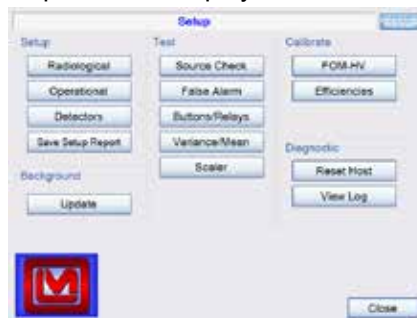 Setup
Setup
Radiological
Operational
Detectors
Save Setup Report
Background
Update
Test
Source Check
False Alarm
Buttons/Relays
Variance/Mean
Scaler
Calibrate
FOM-HV
Efficiencies
Diagnostic
Reset Host
View Log
Close